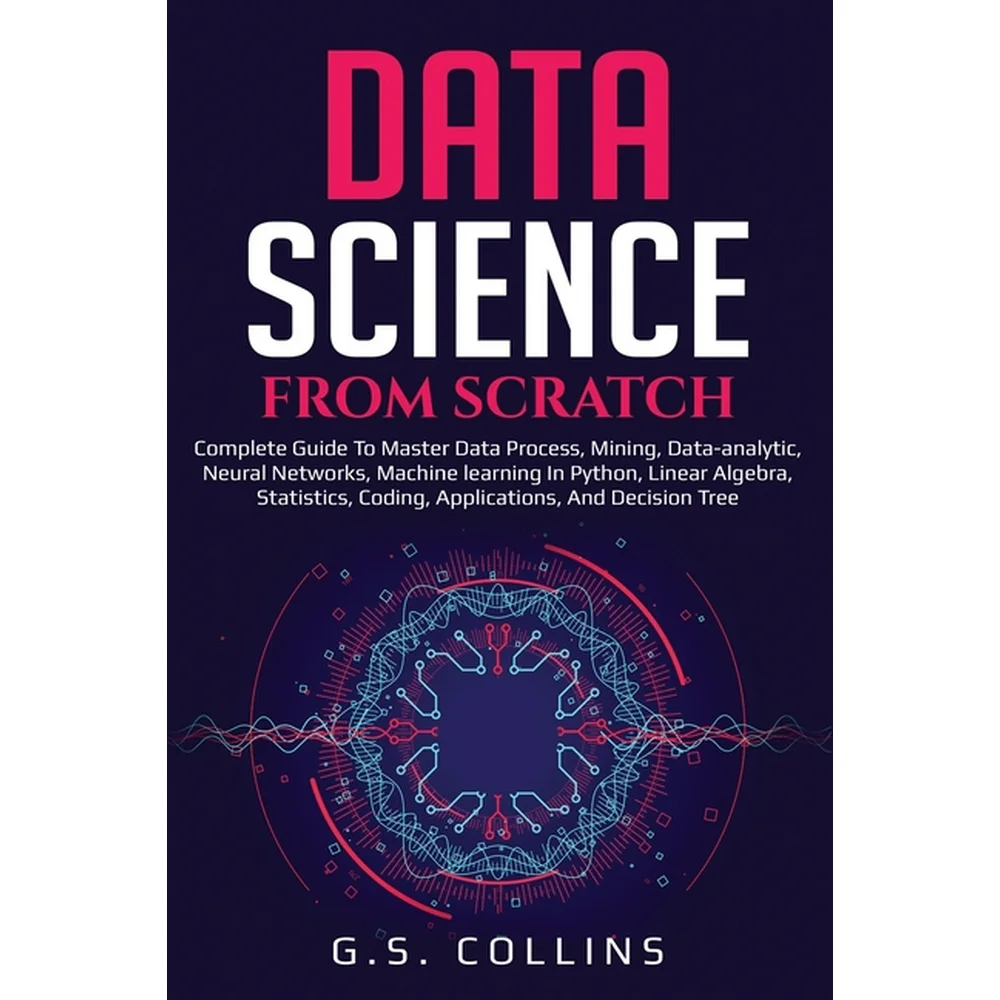 DATA
SCIENCE
FROM SCRATCH
Complete Guide To Master Data Process, Mining, Data-analytic,
Neural Networks, Machine learning In Python, Linear Algebra,
Statistics, Coding, Applications, And Decision Tree
G.S. COLLINS